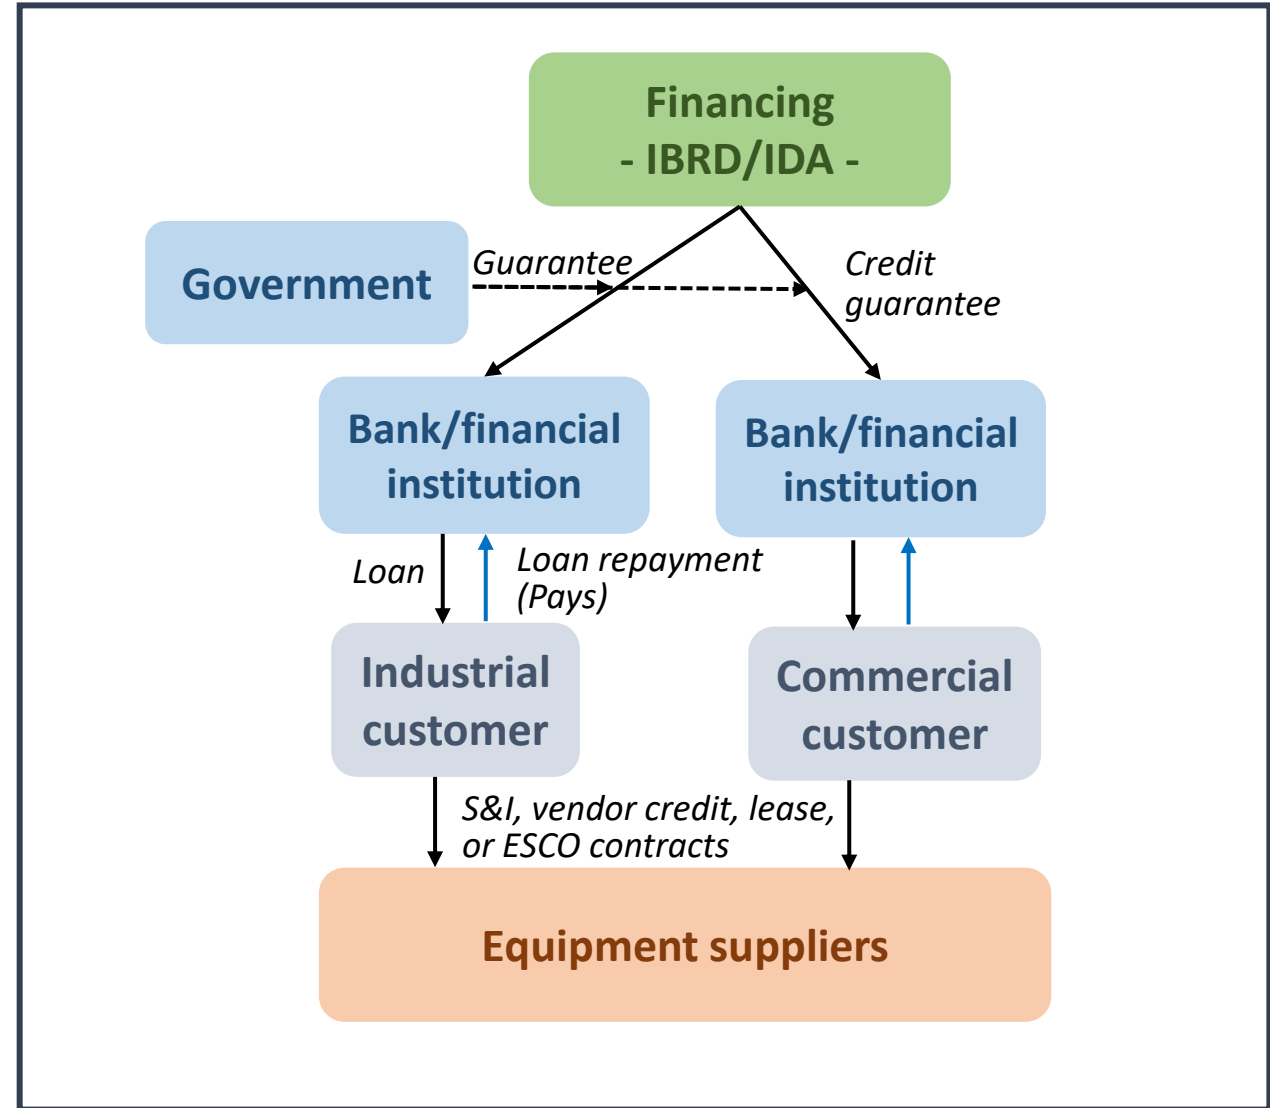 Financing
- IBRD/IDA -
Government
Guarantee
Credit
guarantee
Bank/financial
institution
Bank/financial
institution
Loan
Loan repayment
(Pays)
Industrial
customer
Commercial
customer
S&I, vendor credit, lease,
or ESCO contracts
Equipment suppliers